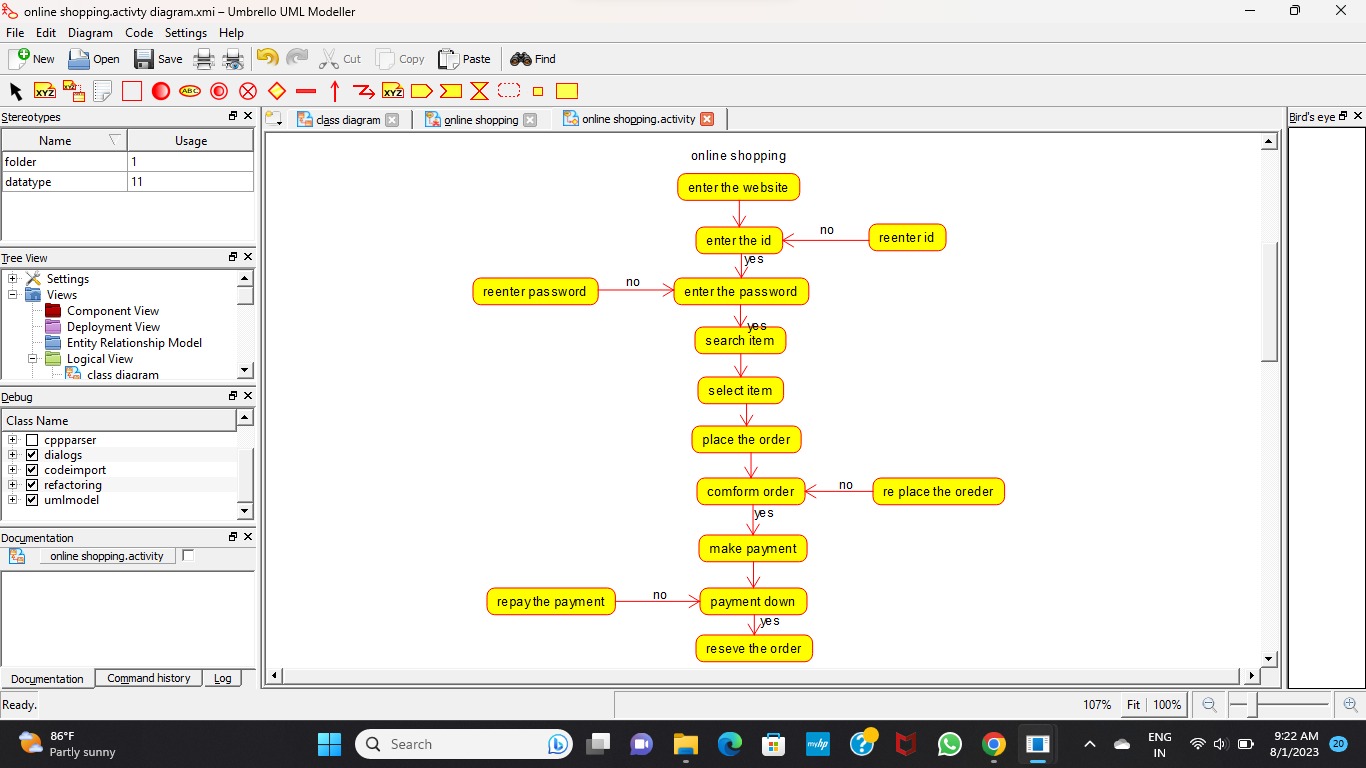 online shopping.activty diagram.xmi – Umbrello UML Modeller
File Edit Diagram Code Settings Help
New Open Save Cut Copy Paste Find
XYZ XYZ ABC XYZ
Stereotypes
Name Usage
folder 1
datatype 11
Tree View
Settings
Views
Component View
Deployment View
Entity Relationship Model
Logical View
class diagram
Debug
Class Name
cppparser
dialogs
codeimport
refactoring
umlmodel
Documentation
online shopping.activity
Documentation Command history Log
class diagram online shopping online shopping.activity
Bird's eye
online shopping
enter the website
enter the id no reenter id
yes
reenter password no enter the password
yes
search item
select item
place the order
comform order no re place the oreder
yes
make payment
repay the payment no payment down
yes
reseve the order
Ready. 107% Fit 100%
86°F
Partly sunny
Search
myhp
ENG
IN
9:22 AM
8/1/2023
20